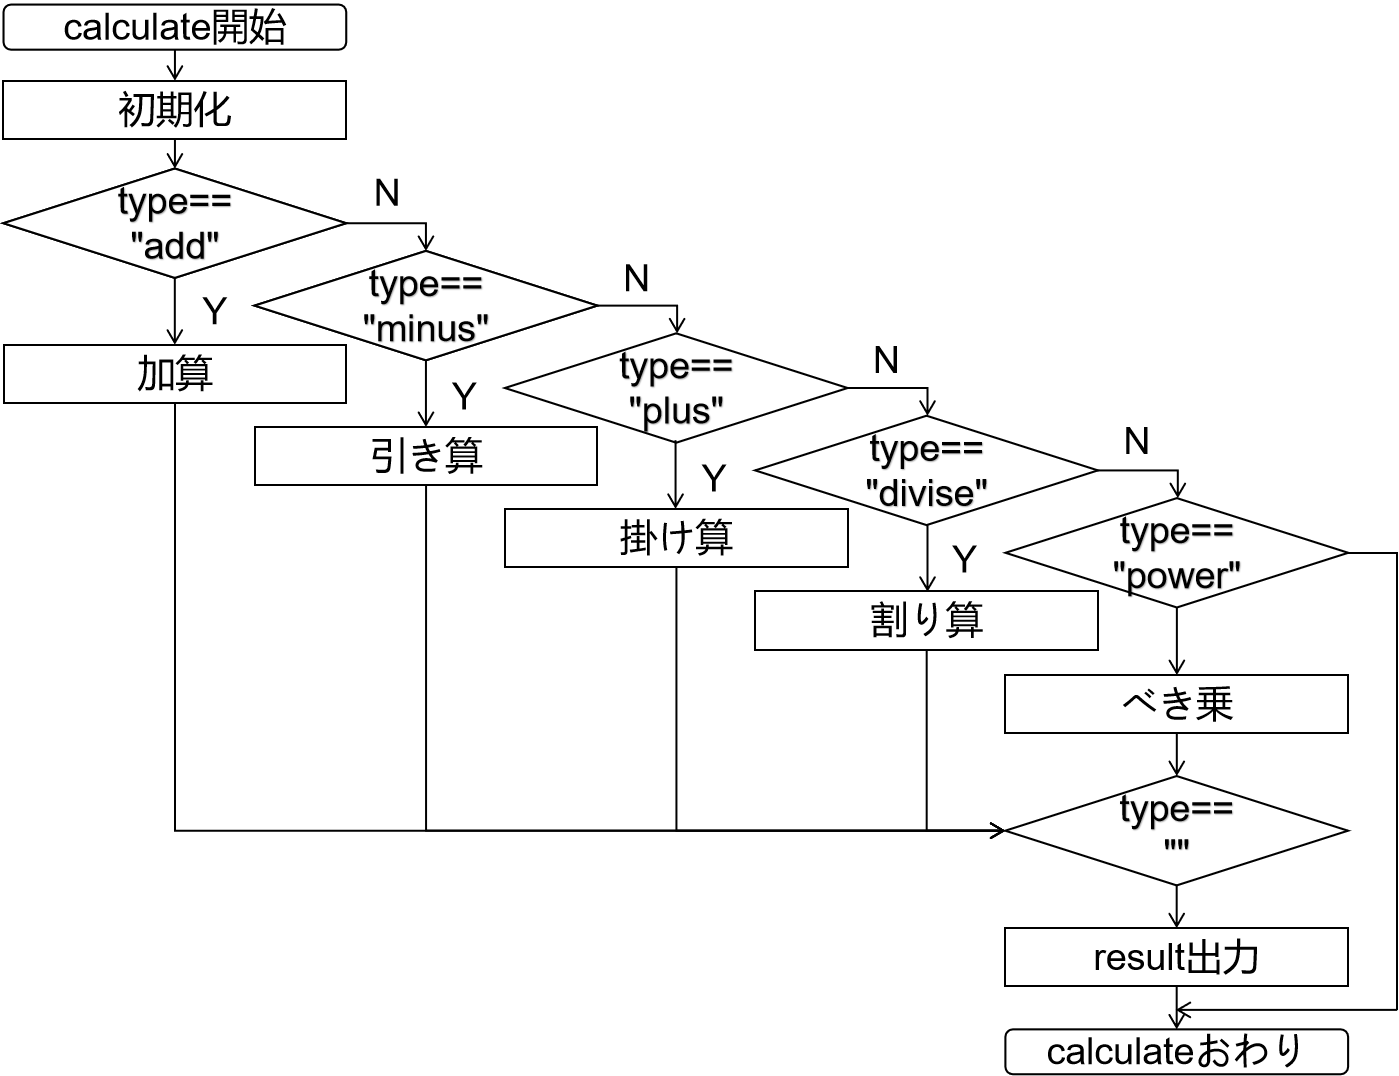 calculate開始
初期化
type==
"add"
N
Y
加算
type==
"minus"
N
Y
引き算
type==
"plus"
N
Y
掛け算
type==
"divise"
N
Y
割り算
type==
"power"
べき乗
type==
""
result出力
calculateおわり